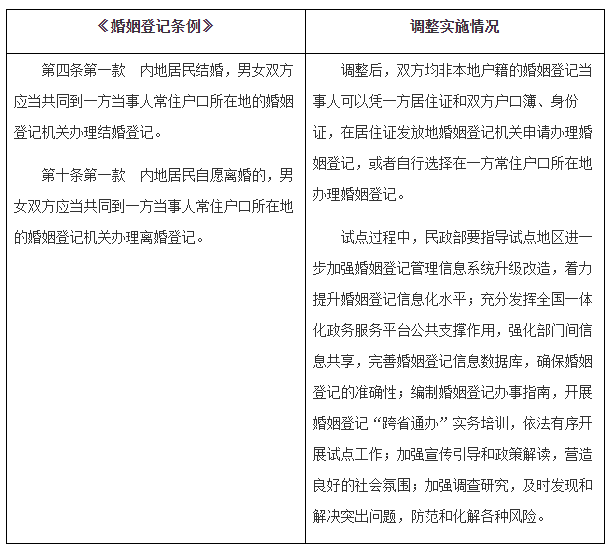 《婚姻登记条例》
调整实施情况
第四条第一款　内地居民结婚，男女双方
应当共同到一方当事人常住户口所在地的婚姻
登记机关办理结婚登记。
第十条第一款　内地居民自愿离婚的，男
女双方应当共同到一方当事人常住户口所在地
的婚姻登记机关办理离婚登记。
调整后，双方均非本地户籍的婚姻登记当
事人可以凭一方居住证和双方户口簿、身份
证，在居住证发放地婚姻登记机关申请办理婚
姻登记，或者自行选择在一方常住户口所在地
办理婚姻登记。
试点过程中，民政部要指导试点地区进一
步加强婚姻登记管理信息系统升级改造，着力
提升婚姻登记信息化水平；充分发挥全国一体
化政务服务平台公共支撑作用，强化部门间信
息共享，完善婚姻登记信息数据库，确保婚姻
登记的准确性；编制婚姻登记办事指南，开展
婚姻登记“跨省通办”实务培训，依法有序开
展试点工作；加强宣传引导和政策解读，营造
良好的社会氛围；加强调查研究，及时发现和
解决突出问题，防范和化解各种风险。